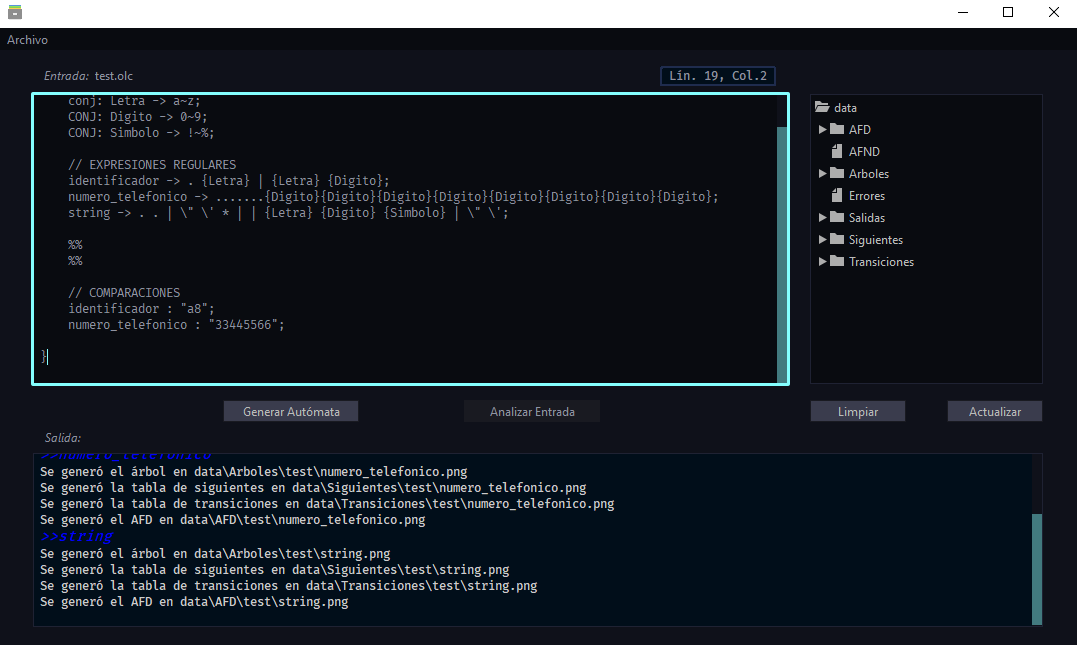 Archivo
Entrada: test.olc
Lin. 19, Col.2
conj: Letra -> a~z;
CONJ: Digito -> 0~9;
CONJ: Simbolo -> !~%;
// EXPRESIONES REGULARES
identificador -> . {Letra} | {Letra} {Digito};
numero_telefonico -> .......{Digito}{Digito}{Digito}{Digito}{Digito}{Digito}{Digito}{Digito};
string -> . . | \" \' * | | {Letra} {Digito} {Simbolo} | \" \';
%%
%%
// COMPARACIONES
identificador : "a8";
numero_telefonico : "33445566";
}
data
AFD
AFND
Arboles
Errores
Salidas
Siguientes
Transiciones
Generar Autómata
Analizar Entrada
Limpiar
Actualizar
Salida:
>>numero_telefonico
Se generó el árbol en data\Arboles\test\numero_telefonico.png
Se generó la tabla de siguientes en data\Siguientes\test\numero_telefonico.png
Se generó la tabla de transiciones en data\Transiciones\test\numero_telefonico.png
Se generó el AFD en data\AFD\test\numero_telefonico.png
>>string
Se generó el árbol en data\Arboles\test\string.png
Se generó la tabla de siguientes en data\Siguientes\test\string.png
Se generó la tabla de transiciones en data\Transiciones\test\string.png
Se generó el AFD en data\AFD\test\string.png